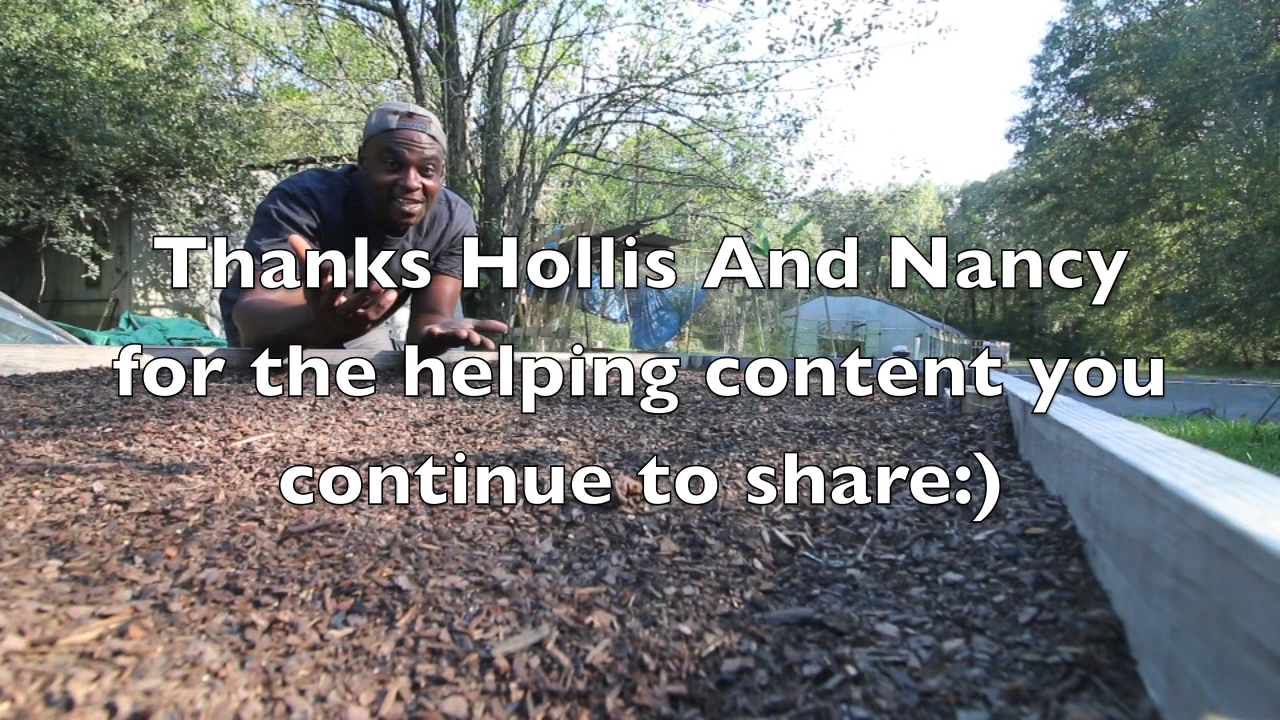 Thanks Hollis And Nancy
for the helping content you
continue to share:)